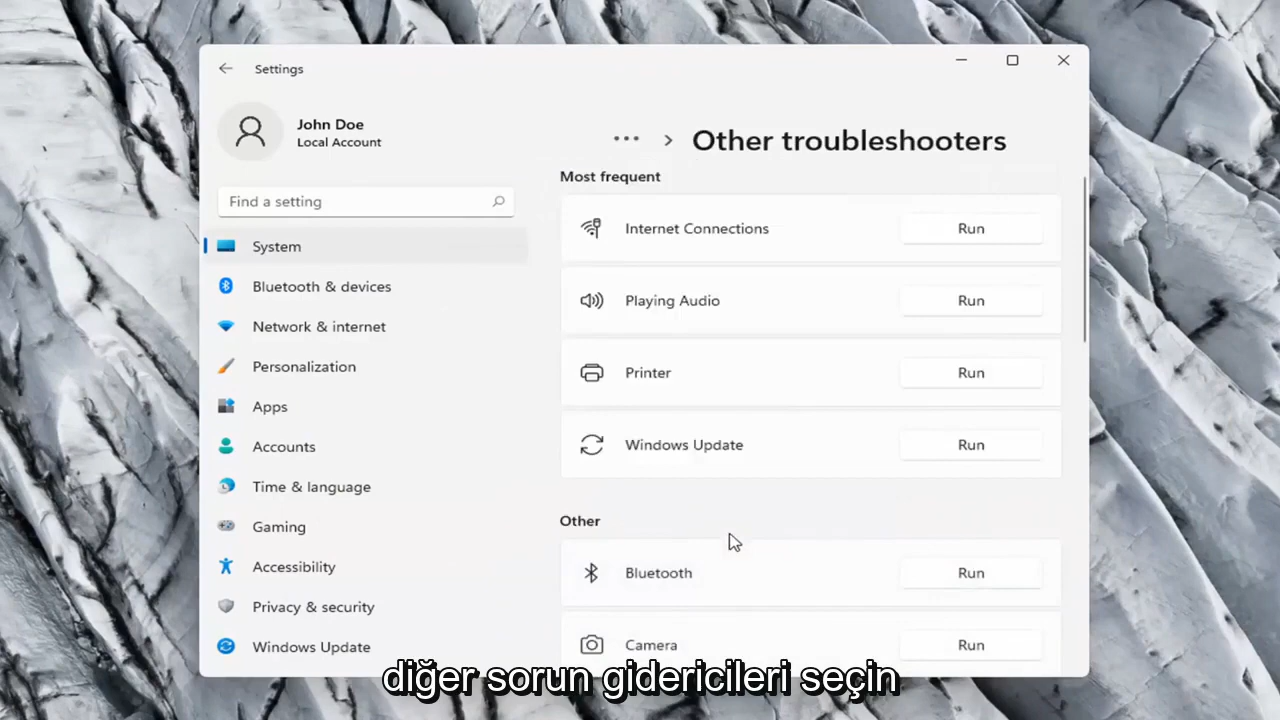 Settings
John Doe
Local Account
Find a setting
System
Bluetooth & devices
Network & internet
Personalization
Apps
Accounts
Time & language
Gaming
Accessibility
Privacy & security
Windows Update
... > Other troubleshooters
Most frequent
Internet Connections Run
Playing Audio Run
Printer Run
Windows Update Run
Other
Bluetooth Run
Camera Run
diğer sorun gidericileri seçin